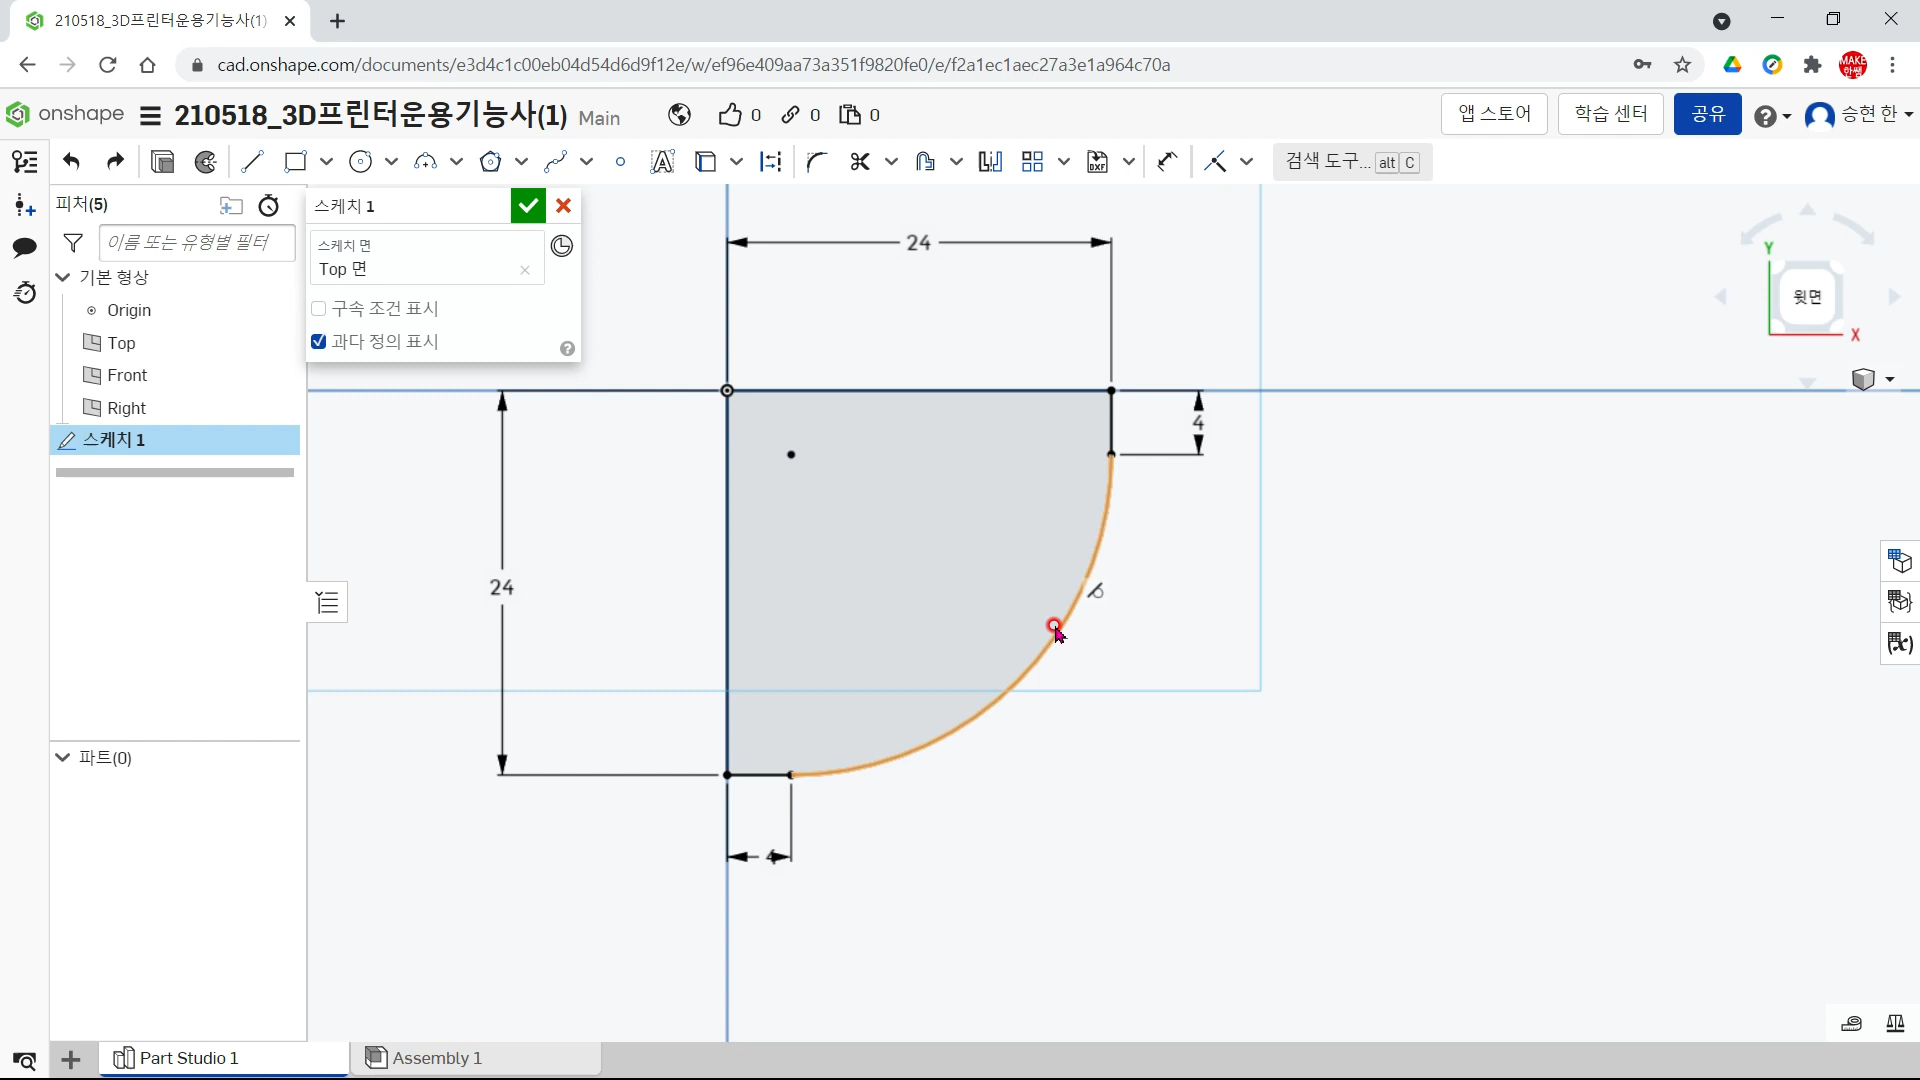 210518_3D프린터운용기능사(1)
cad.onshape.com/documents/e3d4c1c00eb04d54d6d9f12e/w/ef96e409aa73a351f9820fe0/e/f2a1ec1aec27a3e1a964c70a
MAKE
한쌤
onshape 210518_3D프린터운용기능사(1) Main 0 0 0 앱 스토어 학습 센터 공유 승현 한
검색 도구... alt C
피처(5)
이름 또는 유형별 필터
기본 형상
Origin
Top
Front
Right
스케치 1
파트(0)
스케치 1
스케치 면
Top 면
구속 조건 표시
과다 정의 표시
24
4
24
4
Y
윗면
X
Part Studio 1
Assembly 1